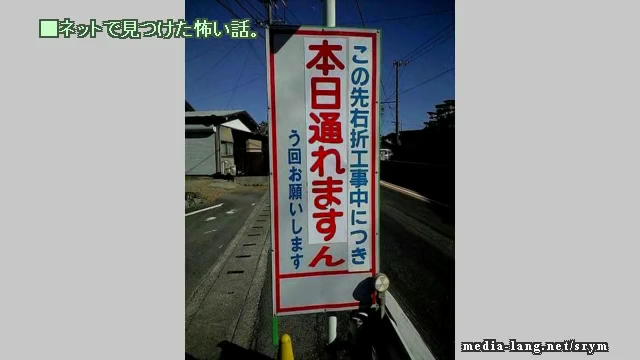 ■ネットで見つけた怖い話。
この先右折工事中につき
本日通れますん
う回お願いします
media-lang.net/srym